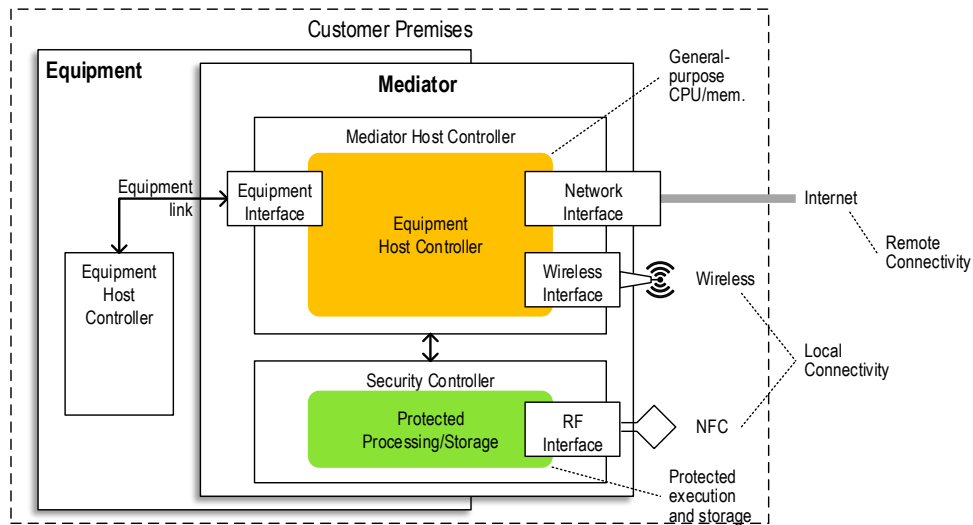 Customer Premises
Equipment
Mediator
General-
purpose
CPU/mem.
Mediator Host Controller
Equipment
link
Equipment
Interface
Equipment
Host Controller
Network
Interface
Internet
Remote
Connectivity
Equipment
Host
Controller
Wireless
Interface
Wireless
Local
Connectivity
Security Controller
Protected
Processing/Storage
RF
Interface
NFC
Protected
execution
and storage